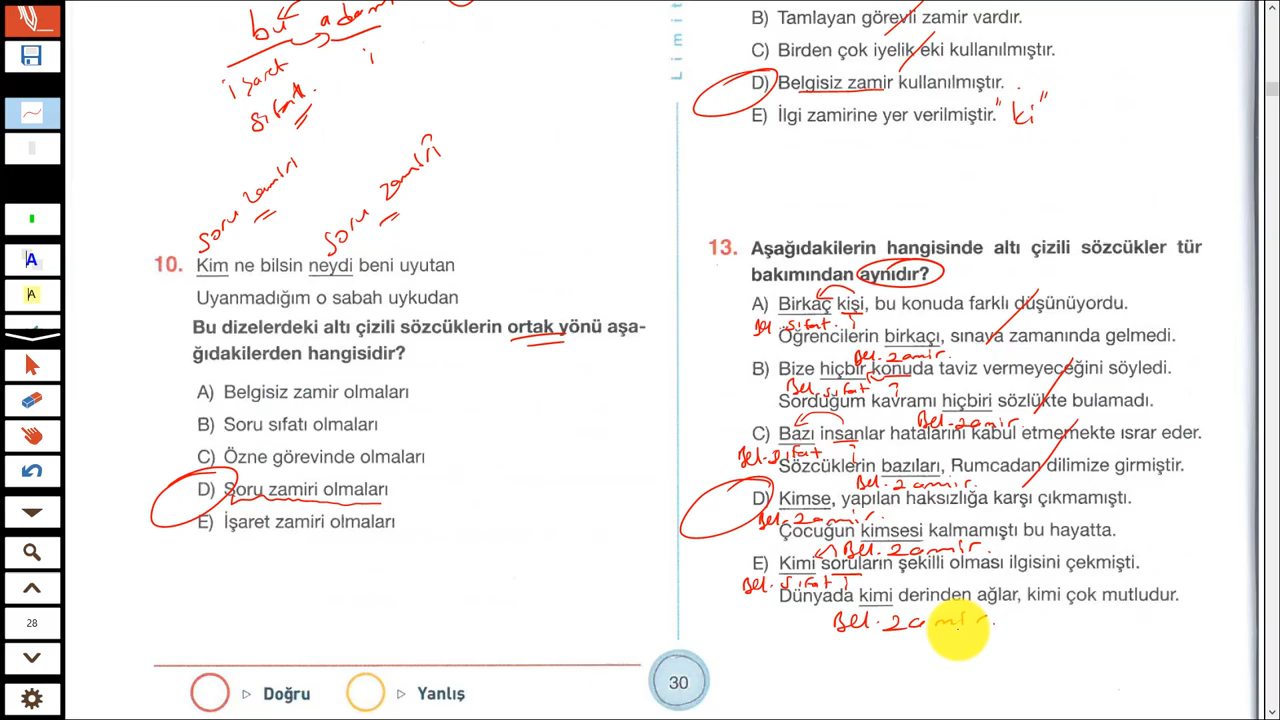 bu adam
i
işaret
sıfatı.
soru zamiri
soru zamiri
10. Kim ne bilsin neydi beni uyutan
Uyanmadığım o sabah uykudan
Bu dizelerdeki altı çizili sözcüklerin ortak yönü aşa-
ğıdakilerden hangisidir?
A) Belgisiz zamir olmaları
B) Soru sıfatı olmaları
C) Özne görevinde olmaları
D) Soru zamiri olmaları
E) İşaret zamiri olmaları
Doğru
Yanlış
Limit
B) Tamlayan görevli zamir vardır.
C) Birden çok iyelik eki kullanılmıştır.
D) Belgisiz zamir kullanılmıştır.
E) İlgi zamirine yer verilmiştir. "ki"
13. Aşağıdakilerin hangisinde altı çizili sözcükler tür
bakımından aynıdır?
A) Birkaç kişi, bu konuda farklı düşünüyordu.
Bel. sıfat. i
Öğrencilerin birkaçı, sınava zamanında gelmedi.
Bel. zamir.
B) Bize hiçbir konuda taviz vermeyeceğini söyledi.
Bel. sıfat i
Sorduğum kavramı hiçbiri sözlükte bulamadı.
Bel. zamir.
C) Bazı insanlar hatalarını kabul etmemekte ısrar eder.
Bel. sıfat i
Sözcüklerin bazıları, Rumcadan dilimize girmiştir.
Bel. zamir.
D) Kimse, yapılan haksızlığa karşı çıkmamıştı.
Bel. zamir.
Çocuğun kimsesi kalmamıştı bu hayatta.
Bel. zamir.
E) Kimi soruların şekilli olması ilgisini çekmişti.
Bel. sıfat i
Dünyada kimi derinden ağlar, kimi çok mutludur.
Bel. zamir.
30
A
A
28